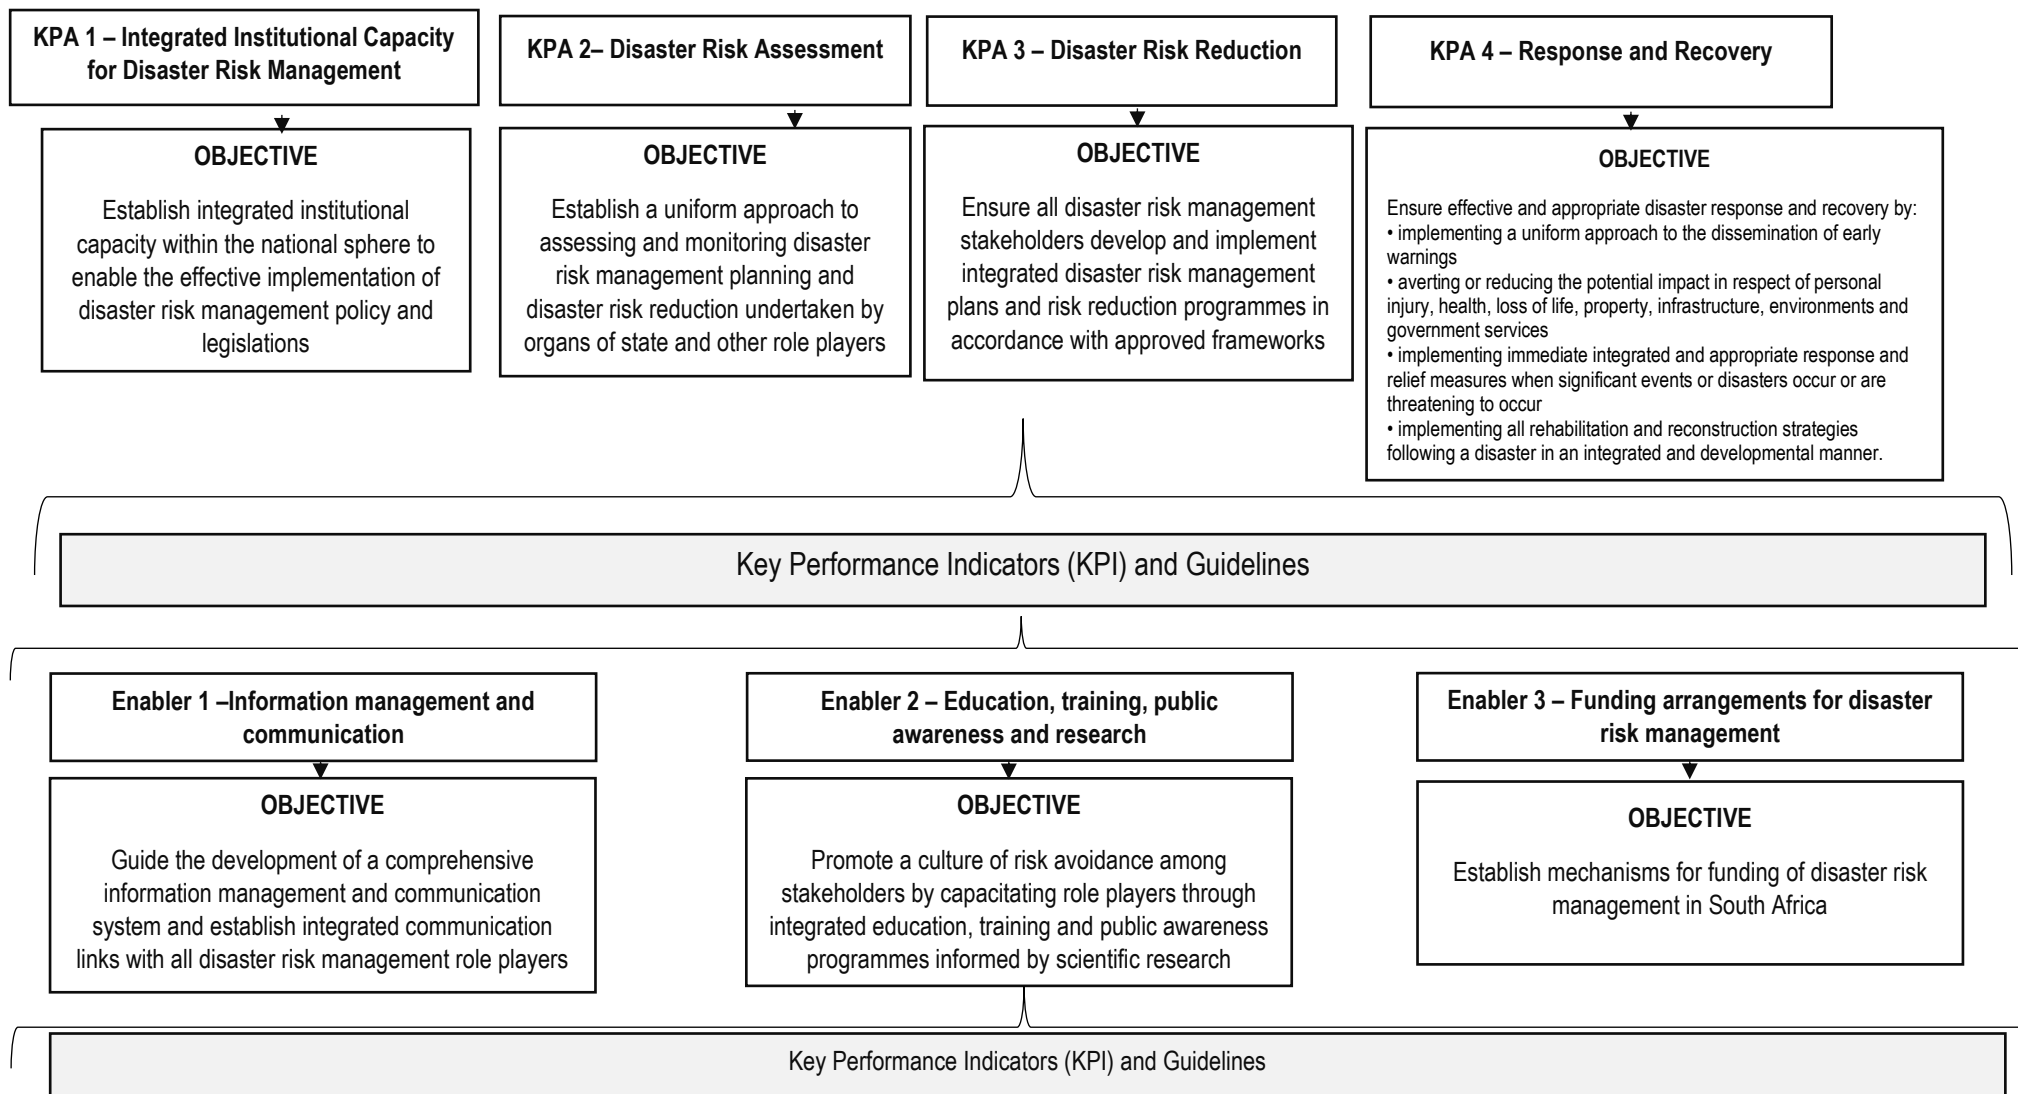 KPA 1 – Integrated Institutional Capacity
for Disaster Risk Management
KPA 2– Disaster Risk Assessment
KPA 3 – Disaster Risk Reduction
KPA 4 – Response and Recovery
OBJECTIVE
Establish integrated institutional
capacity within the national sphere to
enable the effective implementation of
disaster risk management policy and
legislations
OBJECTIVE
Establish a uniform approach to
assessing and monitoring disaster
risk management planning and
disaster risk reduction undertaken by
organs of state and other role players
OBJECTIVE
Ensure all disaster risk management
stakeholders develop and implement
integrated disaster risk management
plans and risk reduction programmes in
accordance with approved frameworks
OBJECTIVE
Ensure effective and appropriate disaster response and recovery by:
• implementing a uniform approach to the dissemination of early
warnings
• averting or reducing the potential impact in respect of personal
injury, health, loss of life, property, infrastructure, environments and
government services
• implementing immediate integrated and appropriate response and
relief measures when significant events or disasters occur or are
threatening to occur
• implementing all rehabilitation and reconstruction strategies
following a disaster in an integrated and developmental manner.
Key Performance Indicators (KPI) and Guidelines
Enabler 1 –Information management and
communication
Enabler 2 – Education, training, public
awareness and research
Enabler 3 – Funding arrangements for disaster
risk management
OBJECTIVE
Guide the development of a comprehensive
information management and communication
system and establish integrated communication
links with all disaster risk management role players
OBJECTIVE
Promote a culture of risk avoidance among
stakeholders by capacitating role players through
integrated education, training and public awareness
programmes informed by scientific research
OBJECTIVE
Establish mechanisms for funding of disaster risk
management in South Africa
Key Performance Indicators (KPI) and Guidelines